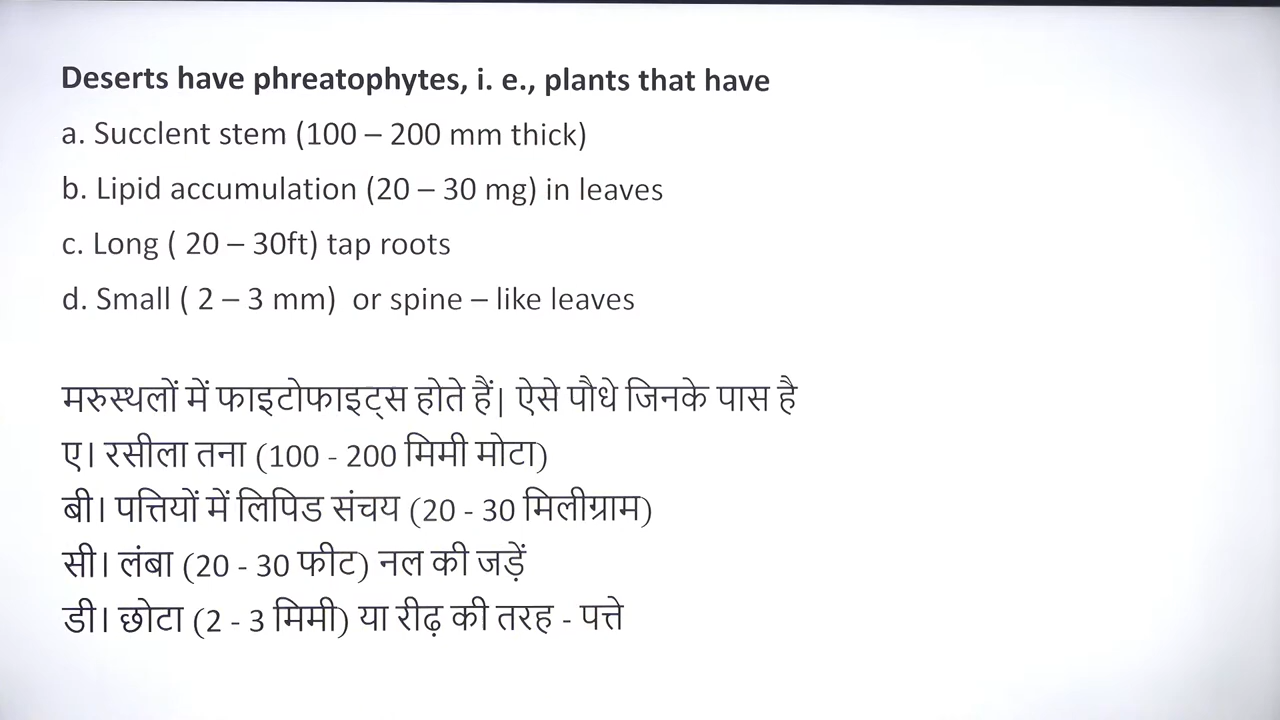 Deserts have phreatophytes, i. e., plants that have
a. Succlent stem (100 – 200 mm thick)
b. Lipid accumulation (20 – 30 mg) in leaves
c. Long ( 20 – 30ft) tap roots
d. Small ( 2 – 3 mm)  or spine – like leaves
मरुस्थलों में फाइटोफाइट्स होते हैं| ऐसे पौधे जिनके पास है
ए। रसीला तना (100 - 200 मिमी मोटा)
बी। पत्तियों में लिपिड संचय (20 - 30 मिलीग्राम)
सी। लंबा (20 - 30 फीट) नल की जड़ें
डी। छोटा (2 - 3 मिमी) या रीढ़ की तरह - पत्ते